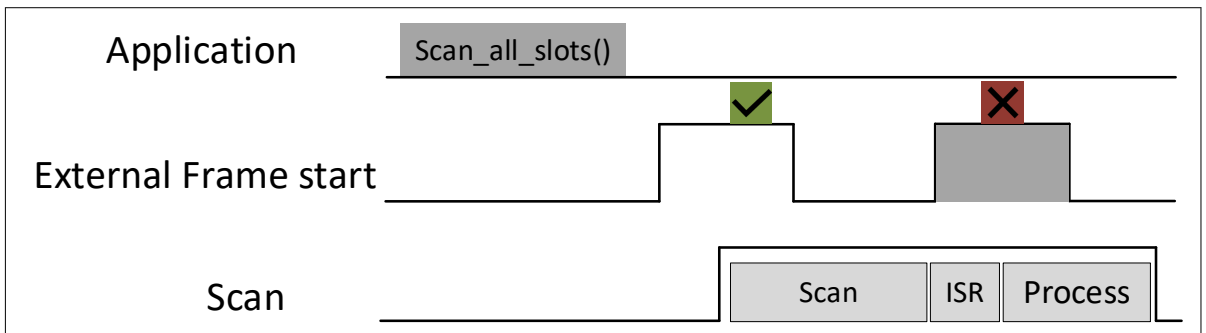 Application
Scan_all_slots()
External Frame start
Scan
Scan
ISR
Process